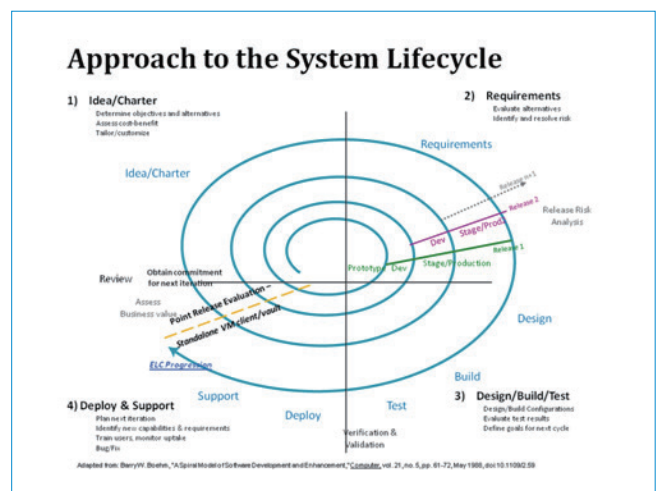 Approach to the System Lifecycle
1) Idea/Charter
Determine objectives and alternatives
Assess cost-benefit
Tailor/customize
2) Requirements
Evaluate alternatives
Identify and resolve risk
Requirements
Idea/Charter
Release n+1
Release 2
Release Risk
Analysis
Dev
Stage/Prod.
Release 1
Prototype
Dev
Stage/Production
Review
Obtain commitment
for next iteration
Assess
Business value
Point Release Evaluation –
Standalone VM client/vault
ELC Progression
Design
Build
Support
Deploy
Test
3) Design/Build/Test
Design/Build Configurations
Evaluate test results
Define goals for next cycle
4) Deploy & Support
Plan next iteration
Identify new capabilities & requirements
Train users, monitor uptake
Bug/Fix
Verification &
Validation
Adapted from: Barry W. Boehm, "A Spiral Model of Software Development and Enhancement," Computer, vol. 21, no. 5, pp. 61-72, May 1988, doi:10.1109/2.59